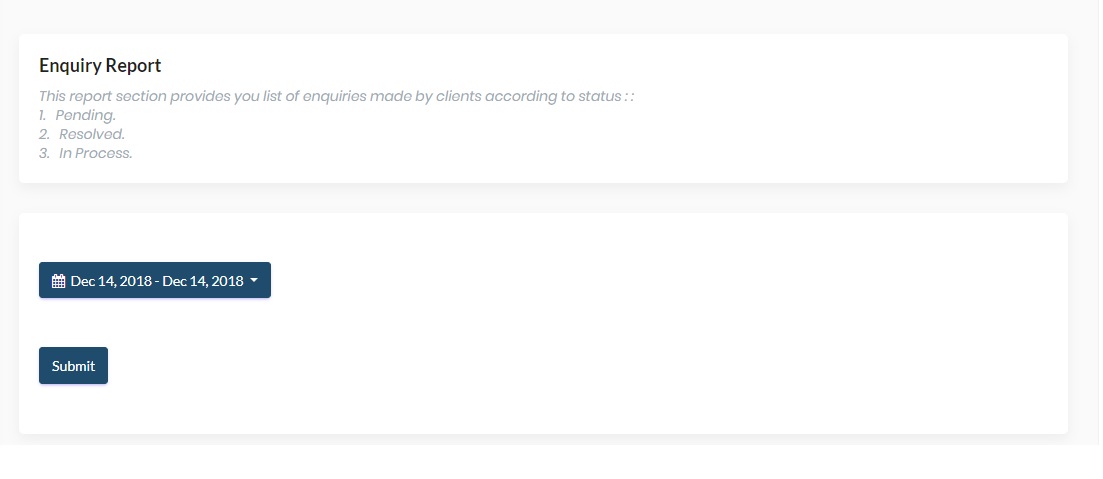 Enquiry Report
This report section provides you list of enquiries made by clients according to status : :
1. Pending.
2. Resolved.
3. In Process.
Dec 14, 2018 - Dec 14, 2018
Submit